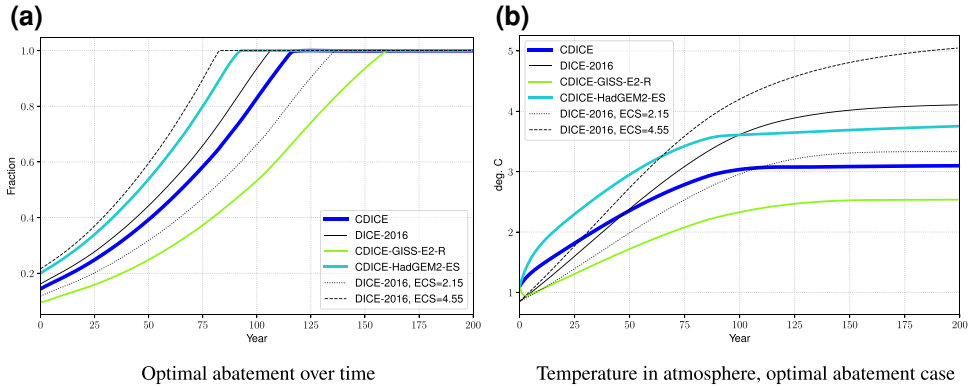 (a)
1.0
0.8
0.6
0.4
0.2
Fraction
CDICE
DICE-2016
CDICE-GISS-E2-R
CDICE-HadGEM2-ES
DICE-2016, ECS=2.15
DICE-2016, ECS=4.55
0 25 50 75 100 125 150 175 200
Year
Optimal abatement over time
(b)
5
4
3
2
1
deg. C
CDICE
DICE-2016
CDICE-GISS-E2-R
CDICE-HadGEM2-ES
DICE-2016, ECS=2.15
DICE-2016, ECS=4.55
0 25 50 75 100 125 150 175 200
Year
Temperature in atmosphere, optimal abatement case